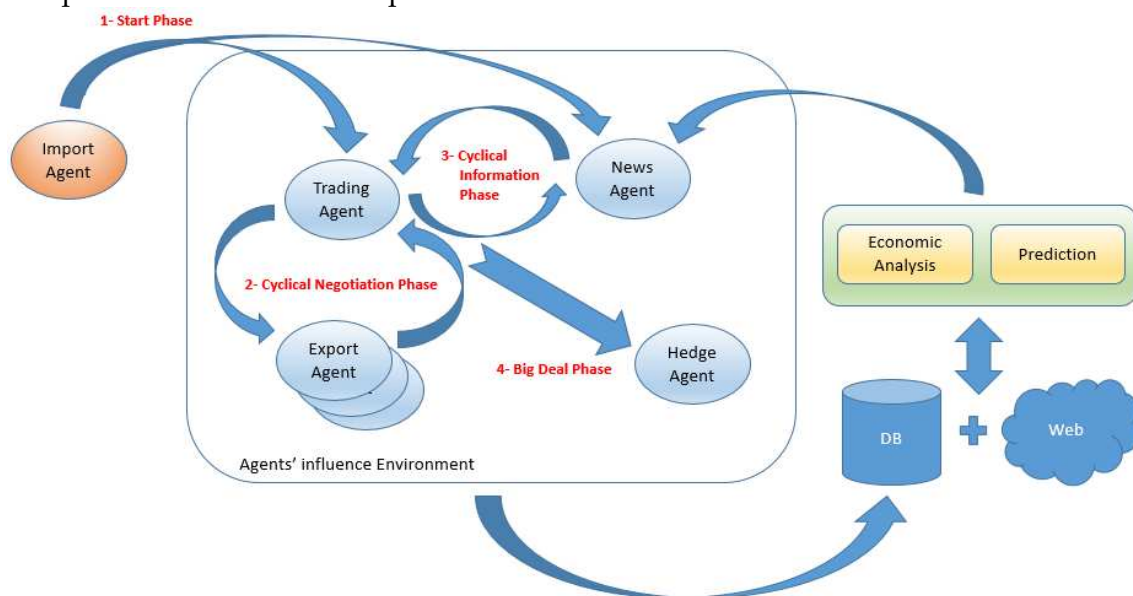 1- Start Phase
Import
Agent
Trading
Agent
3- Cyclical
Information
Phase
News
Agent
Economic
Analysis
Prediction
2- Cyclical Negotiation Phase
Export
Agent
4- Big Deal Phase
Hedge
Agent
DB
Web
Agents' influence Environment